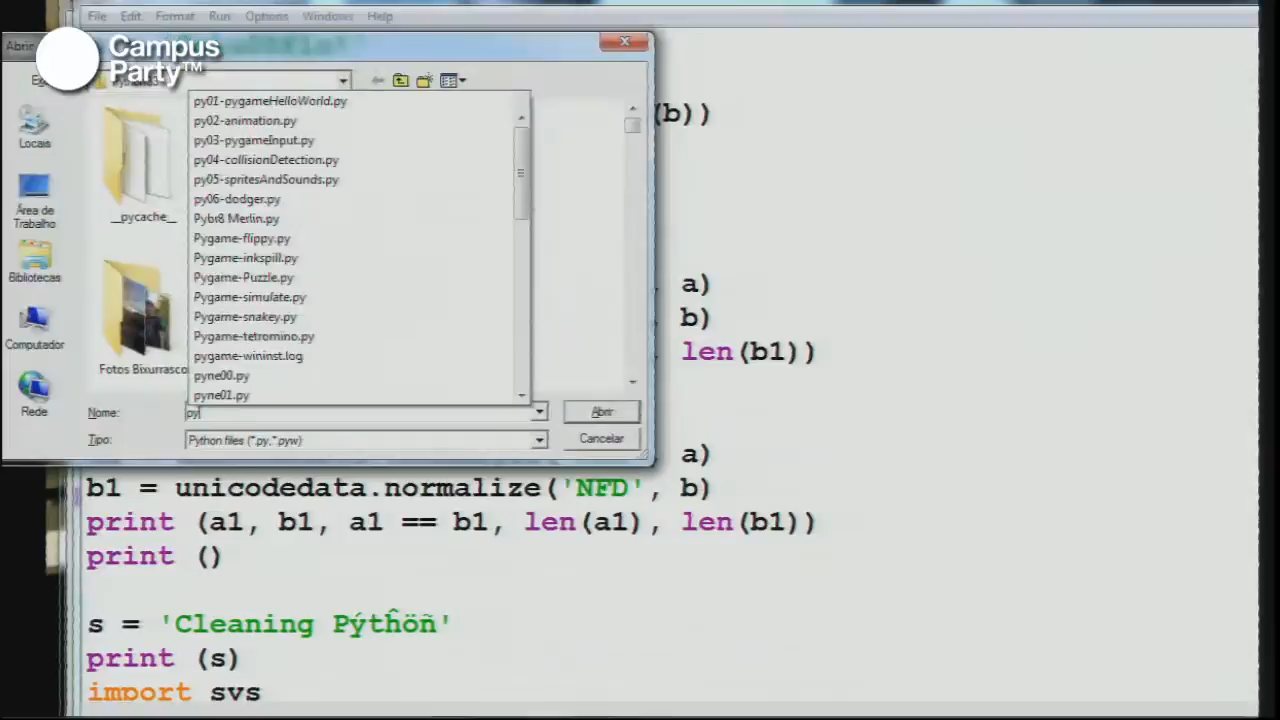 File Edit Format Run Options Windows Help
Abrir
Campus
Party™
(b))
py01-pygameHelloWorld.py
py02-animation.py
py03-pygameInput.py
py04-collisionDetection.py
py05-spritesAndSounds.py
py06-dodger.py
Pybr8 Merlin.py
Pygame-flippy.py
Pygame-inkspill.py
Pygame-Puzzle.py
Pygame-simulate.py
Pygame-snakey.py
Pygame-tetromino.py
pygame-wininst.log
pyne00.py
pyne01.py
Locais
Área de
Trabalho
Bibliotecas
Computador
Rede
__pycache__
Fotos Bixurrasco
Nome: py
Abrir
Tipo: Python files (*.py,*.pyw)
Cancelar
, a)
, b)
, len(b1))
, a)
b1 = unicodedata.normalize('NFD', b)
print (a1, b1, a1 == b1, len(a1), len(b1))
print ()
s = 'Cleaning Pýtĥöñ'
print (s)
import sys